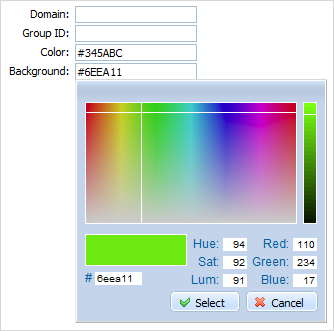 Domain:
Group ID:
Color: #345ABC
Background: #6EEA11
Hue: 94 Red: 110
Sat: 92 Green: 234
# 6eea11 Lum: 91 Blue: 17
Select Cancel